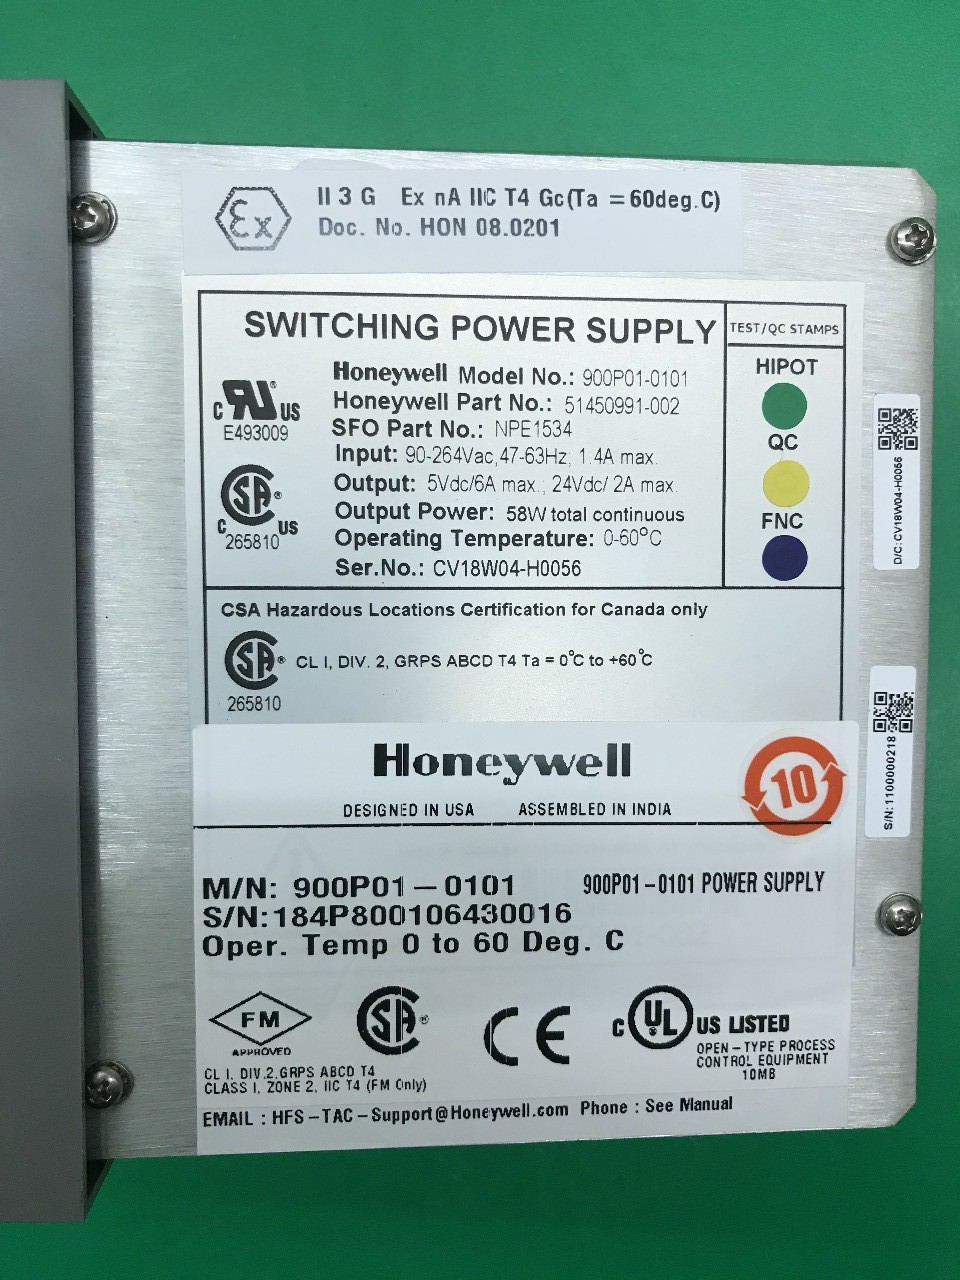 Ex
II 3 G Ex nA IIC T4 Gc(Ta =60deg.C)
Doc. No. HON 08.0201
SWITCHING POWER SUPPLY
TEST/QC STAMPS
Honeywell Model No.: 900P01-0101
Honeywell Part No.: 51450991-002
SFO Part No.: NPE1534
Input: 90-264Vac,47-63Hz; 1.4A max.
Output: 5Vdc/6A max.; 24Vdc/ 2A max.
Output Power: 58W total continuous
Operating Temperature: 0-60°C
Ser.No.: CV18W04-H0056
C RU ® US
E493009
SA ®
C US
265810
HIPOT
QC
FNC
D/C: CV18W04-H0056
CSA Hazardous Locations Certification for Canada only
SA ® CL I, DIV. 2, GRPS ABCD T4 Ta = 0°C to +60°C
265810
S/N: 1100000218
Honeywell
DESIGNED IN USA ASSEMBLED IN INDIA
10
M/N: 900P01-0101 900P01-0101 POWER SUPPLY
S/N:184P800106430016
Oper. Temp 0 to 60 Deg. C
FM
APPROVED
SA ®
CE
C UL US LISTED
OPEN-TYPE PROCESS
CONTROL EQUIPMENT
10MB
CL I, DIV.2,GRPS ABCD T4
CLASS I, ZONE 2, IIC T4 (FM Only)
EMAIL : HFS-TAC-Support@Honeywell.com Phone : See Manual